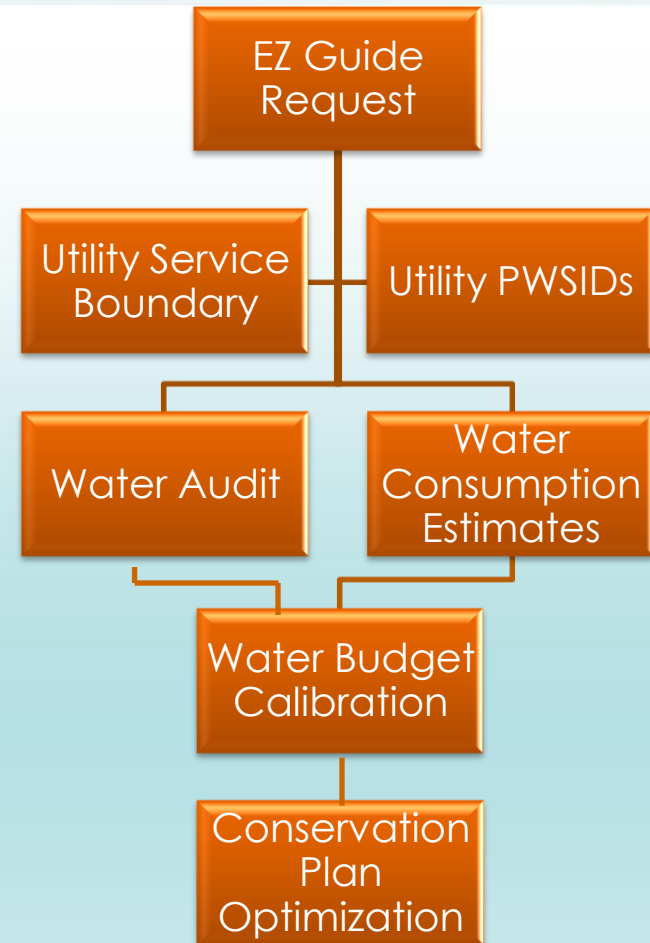 EZ Guide
Request
Utility Service
Boundary
Utility PWSIDs
Water Audit
Water
Consumption
Estimates
Water Budget
Calibration
Conservation
Plan
Optimization